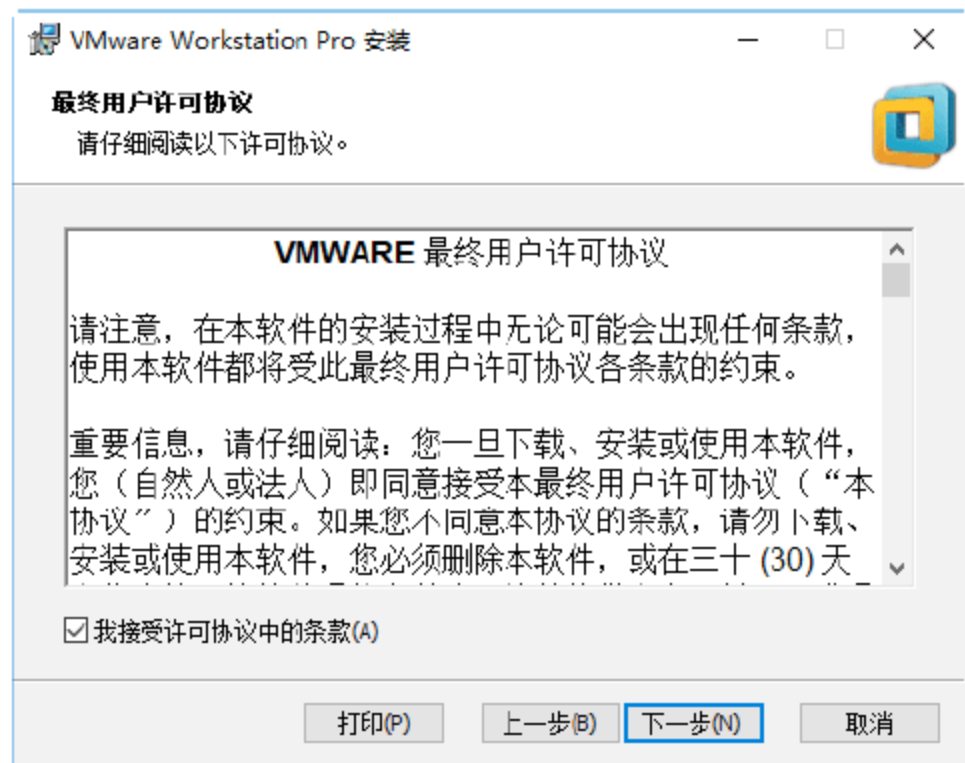 VMware Workstation Pro 安装
最终用户许可协议
请仔细阅读以下许可协议。
VMWARE 最终用户许可协议
请注意，在本软件的安装过程中无论可能会出现任何条款，
使用本软件都将受此最终用户许可协议各条款的约束。
重要信息，请仔细阅读：您一旦下载、安装或使用本软件，
您（自然人或法人）即同意接受本最终用户许可协议（“本
协议”）的约束。如果您不同意本协议的条款，请勿下载、
安装或使用本软件，您必须删除本软件，或在三十 (30) 天
我接受许可协议中的条款(A)
打印(P) 上一步(B) 下一步(N) 取消